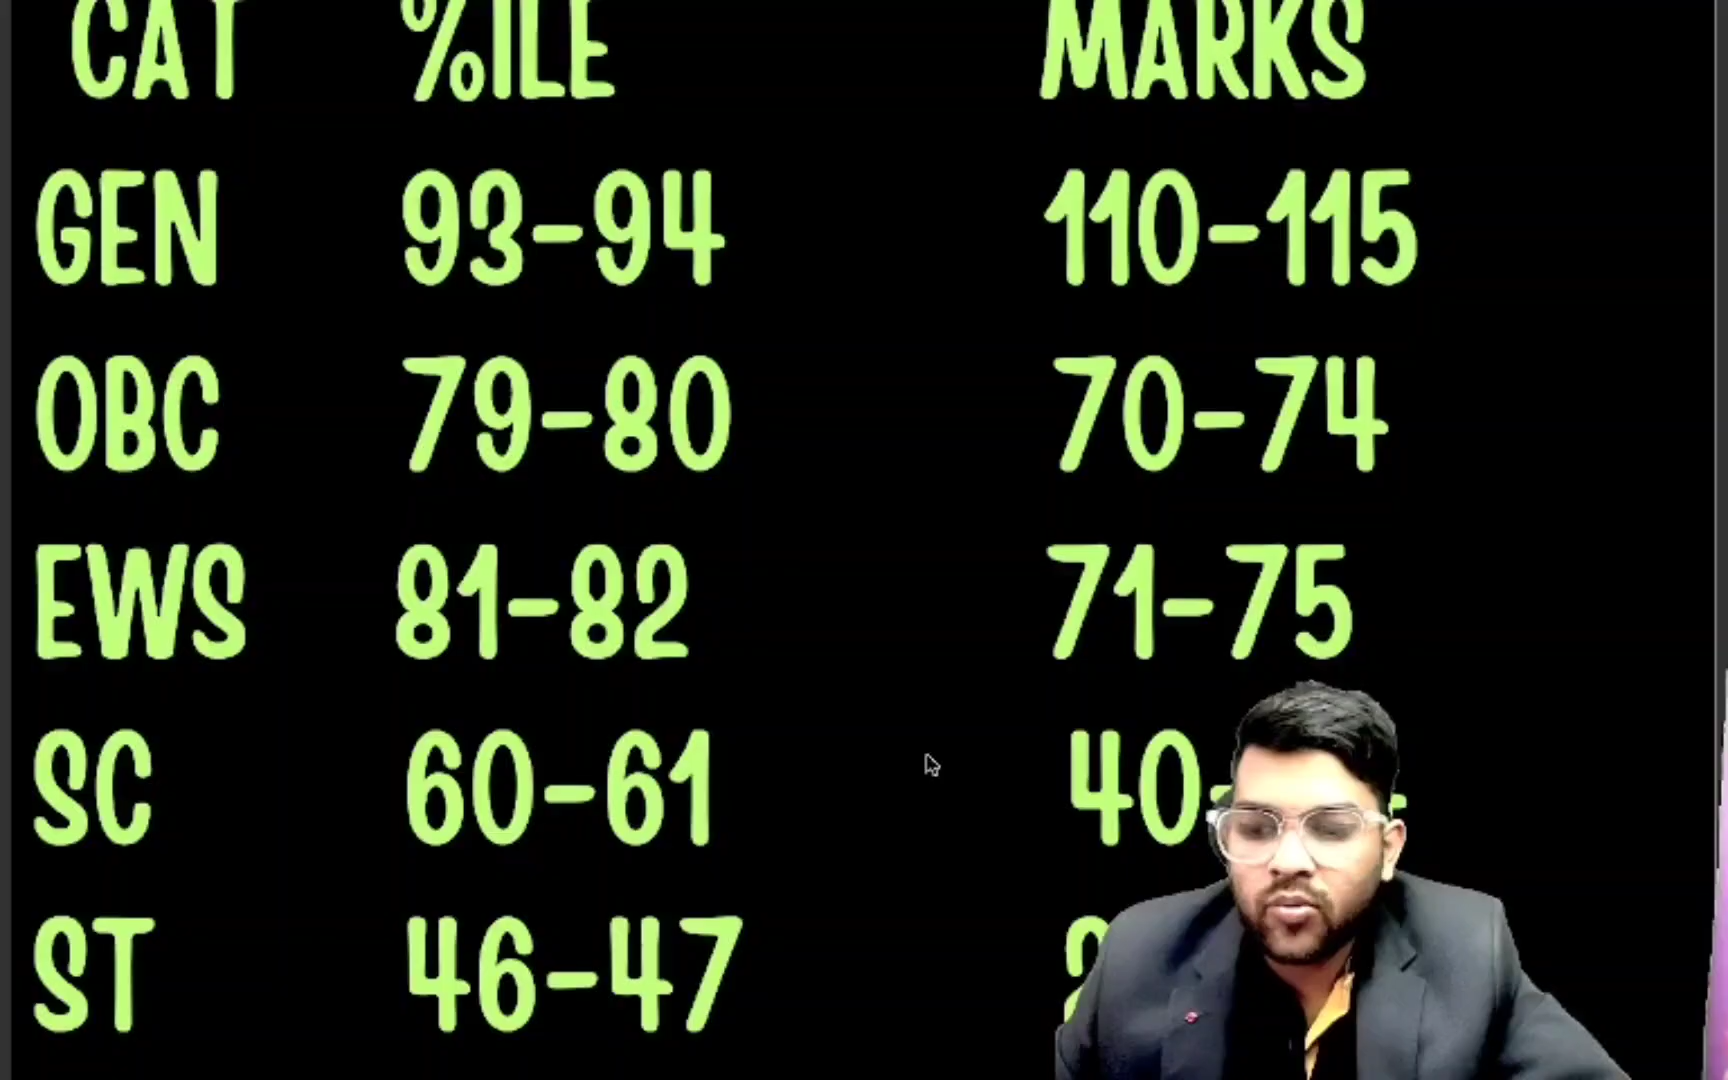 CAT %ILE MARKS
GEN 93-94 110-115
OBC 79-80 70-74
EWS 81-82 71-75
SC 60-61 40-
ST 46-47